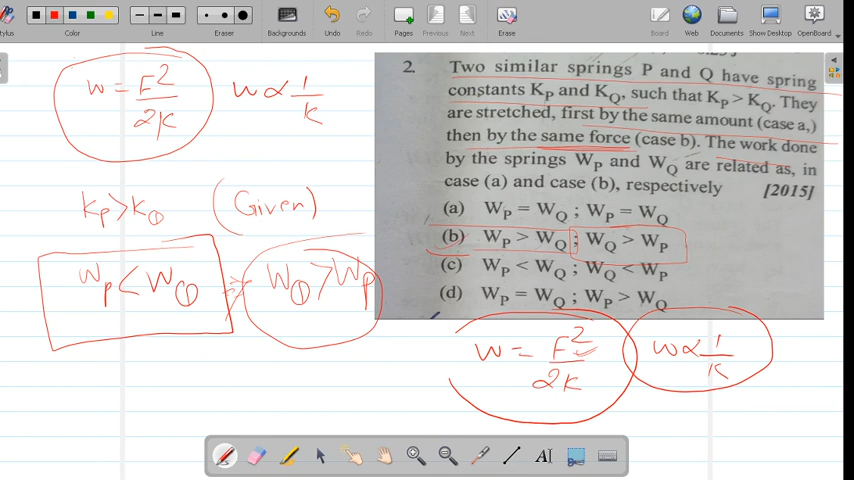 Color
Line
Eraser
Backgrounds
Undo
Redo
Pages
Previous
Next
Erase
Board
Web
Documents
Show Desktop
OpenBoard
W = F²/2K
W ∝ 1/K
Kp > KQ (Given)
Wp < WQ ⇒ WQ > Wp
2. Two similar springs P and Q have spring
constants KP and KQ, such that KP > KQ. They
are stretched, first by the same amount (case a,)
then by the same force (case b). The work done
by the springs WP and WQ are related as, in
case (a) and case (b), respectively [2015]
(a) WP = WQ ; WP = WQ
(b) WP > WQ ; WQ > WP
(c) WP < WQ ; WQ < WP
(d) WP = WQ ; WP > WQ
W = F²/2K
W ∝ 1/K